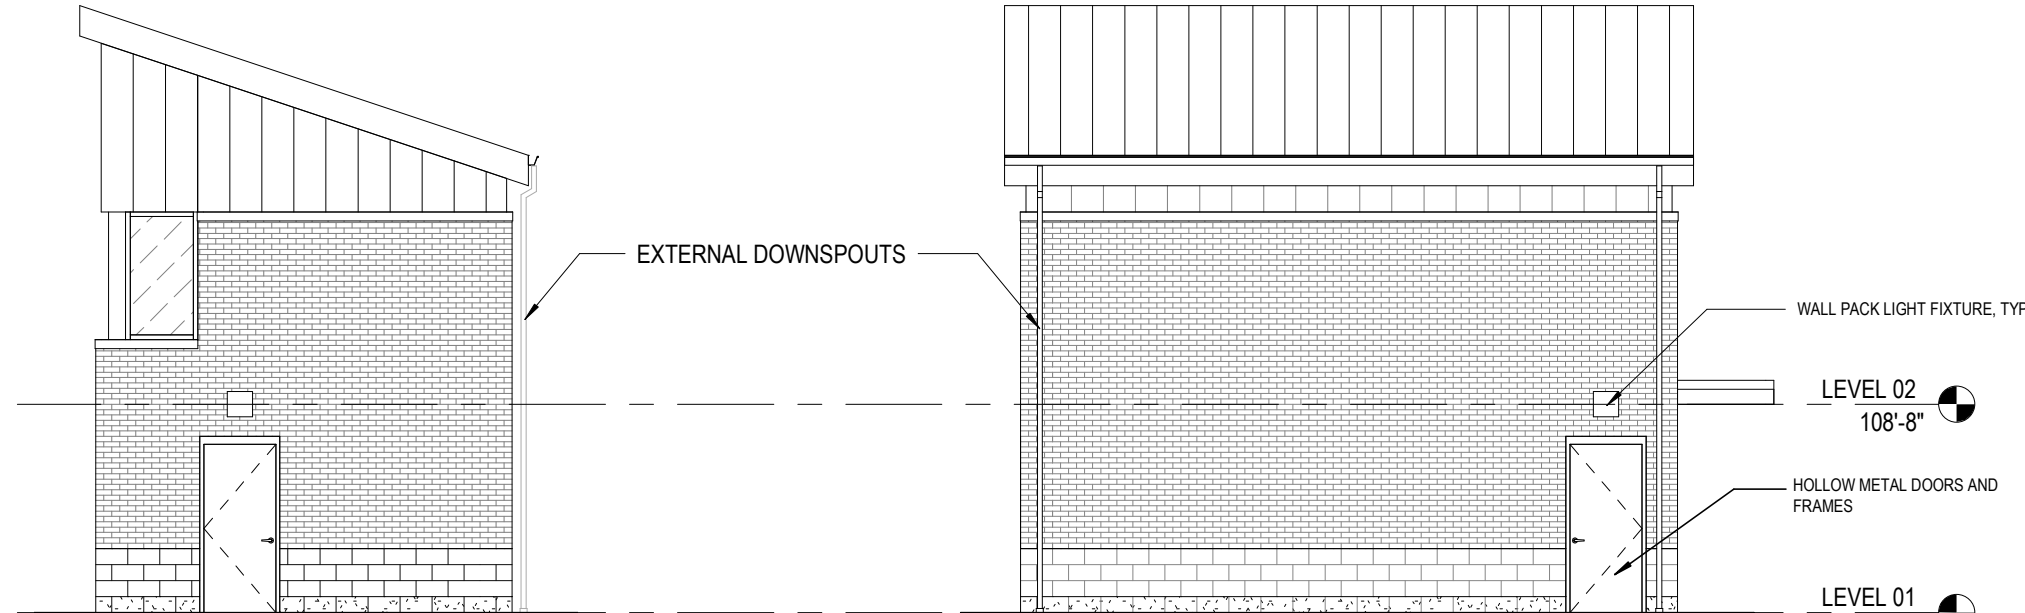 EXTERNAL DOWNSPOUTS
WALL PACK LIGHT FIXTURE, TYP
LEVEL 02
108'-8"
HOLLOW METAL DOORS AND
FRAMES
LEVEL 01